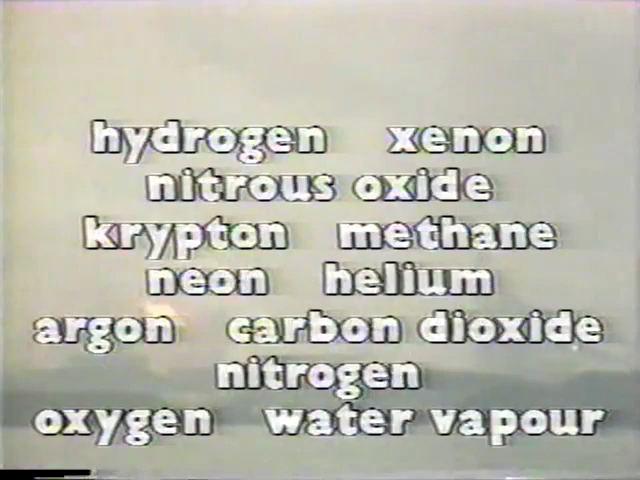 hydrogen xenon
nitrous oxide
krypton methane
neon helium
argon carbon dioxide
nitrogen
oxygen water vapour